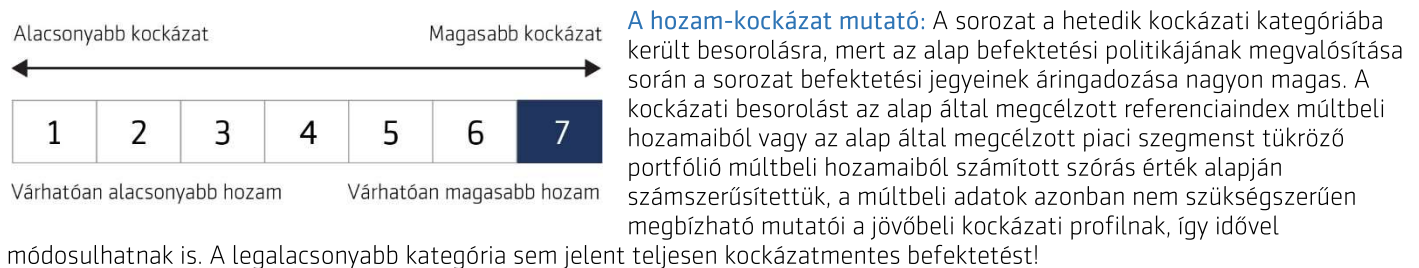 Alacsonyabb kockázat Magasabb kockázat
1 2 3 4 5 6 7
Várhatóan alacsonyabb hozam Várhatóan magasabb hozam
A hozam-kockázat mutató: A sorozat a hetedik kockázati kategóriába
került besorolásra, mert az alap befektetési politikájának megvalósítása
során a sorozat befektetési jegyeinek áringadozása nagyon magas. A
kockázati besorolást az alap által megcélzott referenciaindex múltbeli
hozamaiból vagy az alap által megcélzott piaci szegmenst tükröző
portfólió múltbeli hozamaiból számított szórás érték alapján
számszerűsítettük, a múltbeli adatok azonban nem szükségszerűen
megbízható mutatói a jövőbeli kockázati profilnak, így idővel
módosulhatnak is. A legalacsonyabb kategória sem jelent teljesen kockázatmentes befektetést!